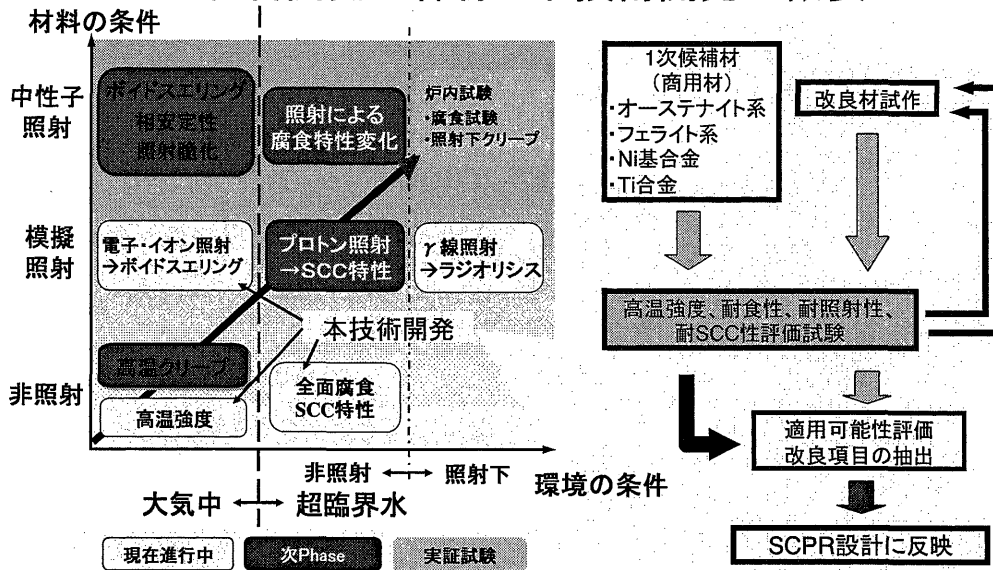 材料の条件
中性子
照射
ボイドスエリング
相安定性
照射脆化
照射による
腐食特性変化
炉内試験
・腐食試験
・照射下クリープ
模擬
照射
電子・イオン照射
→ボイドスエリング
プロトン照射
→SCC特性
γ線照射
→ラジオリシス
本技術開発
非照射
高温クリープ
高温強度
全面腐食
SCC特性
非照射
照射下
環境の条件
大気中
超臨界水
現在進行中
次Phase
実証試験
1次候補材
(商用材)
・オーステナイト系
・フェライト系
・Ni基合金
・Ti合金
改良材試作
高温強度、耐食性、耐照射性、
耐SCC性評価試験
適用可能性評価
改良項目の抽出
SCPR設計に反映